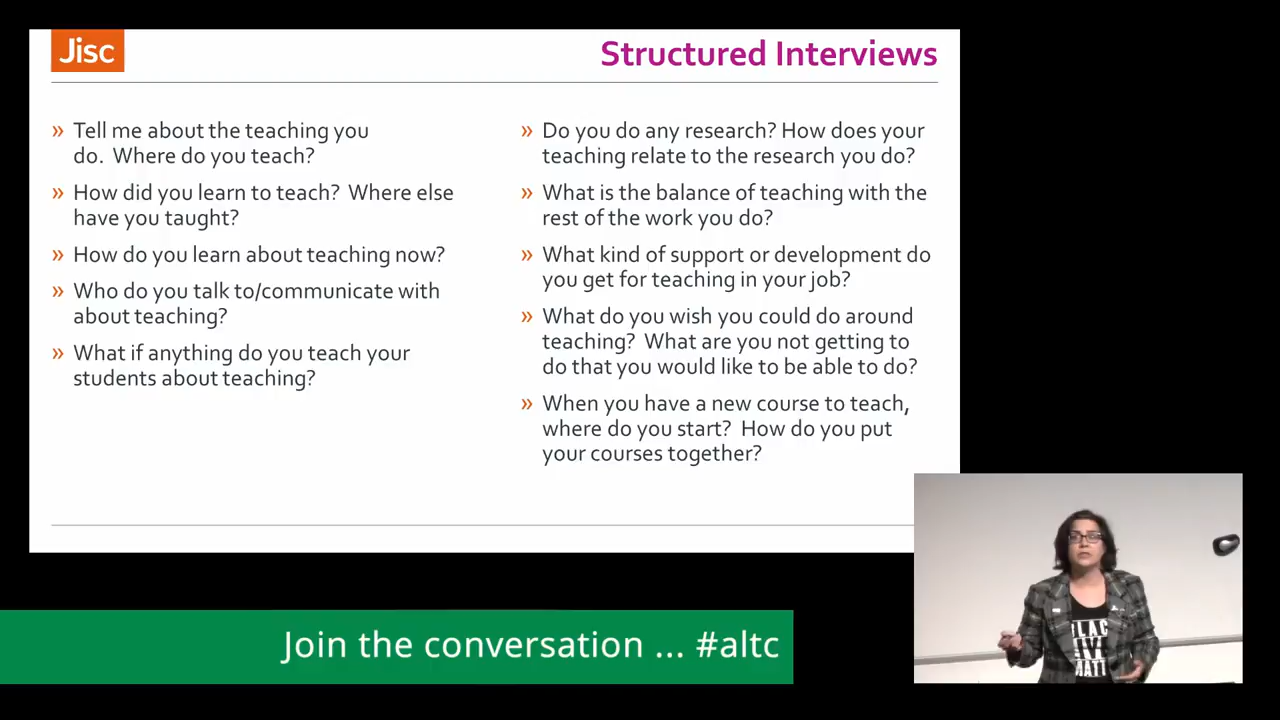 Jisc
Structured Interviews
» Tell me about the teaching you
do.  Where do you teach?
» How did you learn to teach?  Where else
have you taught?
» How do you learn about teaching now?
» Who do you talk to/communicate with
about teaching?
» What if anything do you teach your
students about teaching?
» Do you do any research? How does your
teaching relate to the research you do?
» What is the balance of teaching with the
rest of the work you do?
» What kind of support or development do
you get for teaching in your job?
» What do you wish you could do around
teaching?  What are you not getting to
do that you would like to be able to do?
» When you have a new course to teach,
where do you start?  How do you put
your courses together?
Join the conversation ... #altc